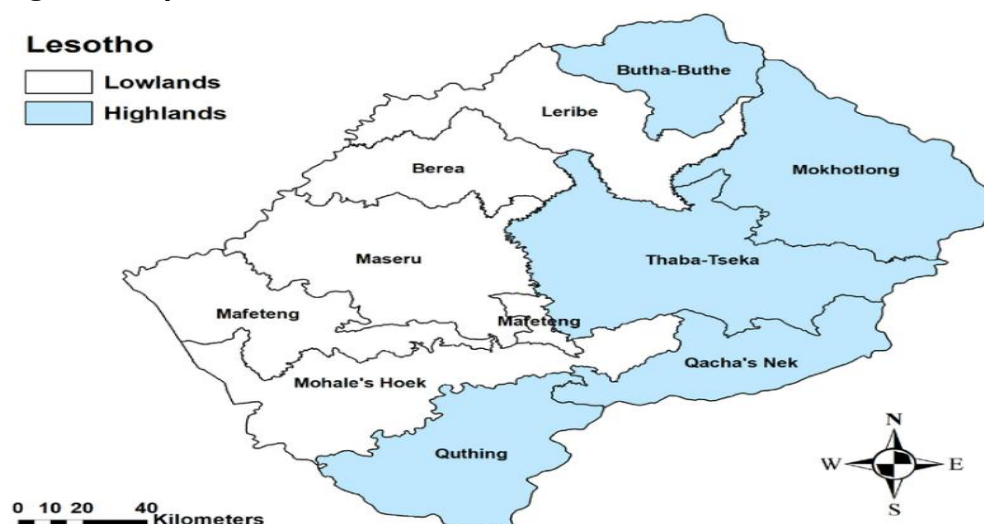 Lesotho
Lowlands
Highlands
Butha-Buthe
Leribe
Berea
Mokhotlong
Maseru
Thaba-Tseka
Mafeteng
Mafeteng
Qacha's Nek
Mohale's Hoek
Quthing
N
W E
S
0 10 20 40
Kilometers